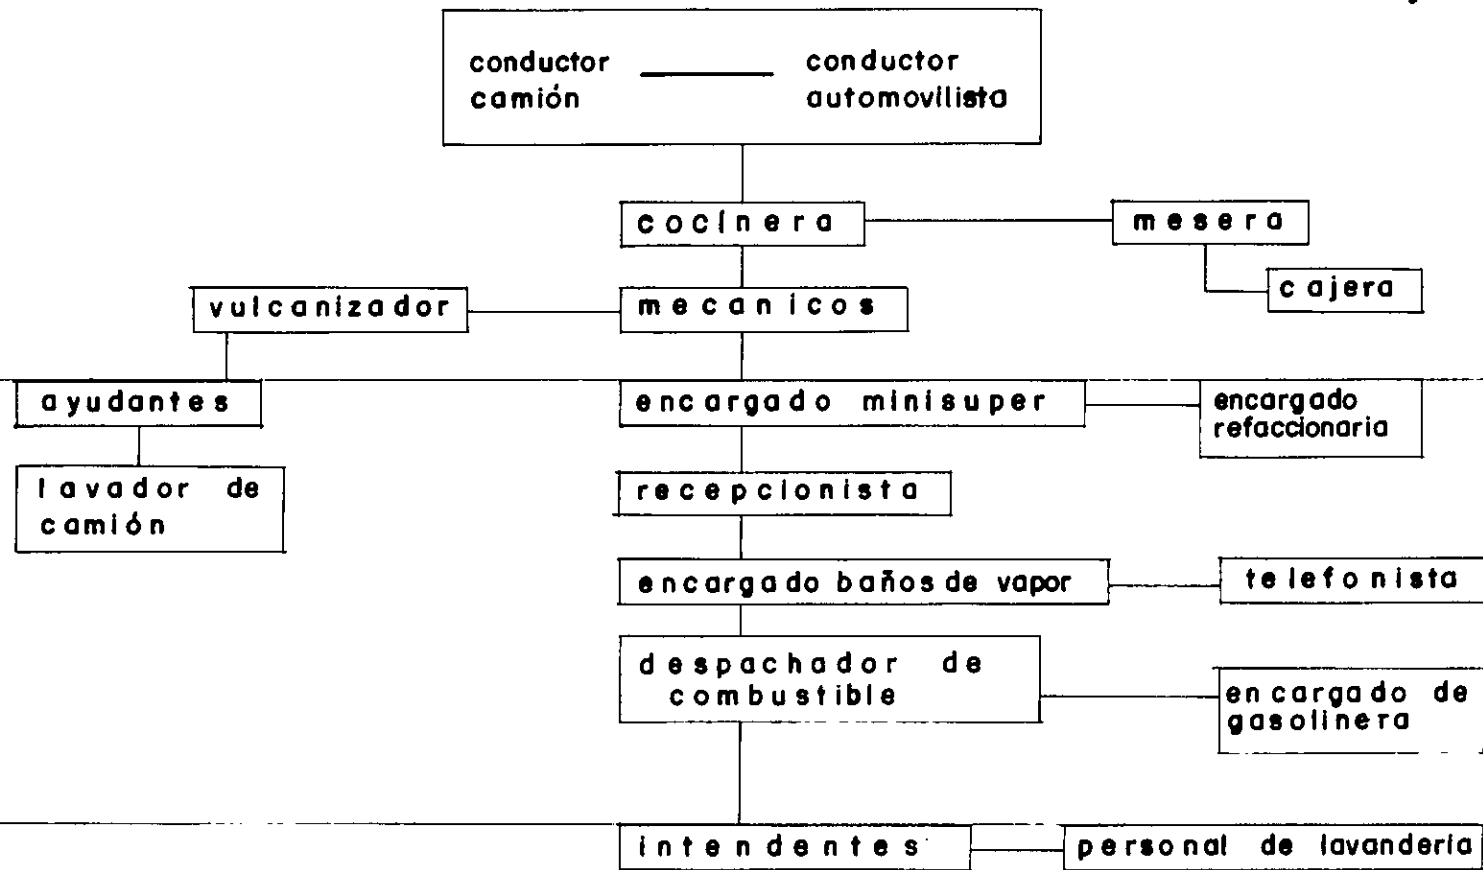 conductor conductor
camión automovilista
cocinera mesera
cajera
vulcanizador mecanicos
ayudantes encargado minisuper encargado
refaccionaria
lavador de
camión
recepcionista
encargado baños de vapor telefonista
despachador de
combustible
encargado de
gasolinera
intendentes personal de lavanderia